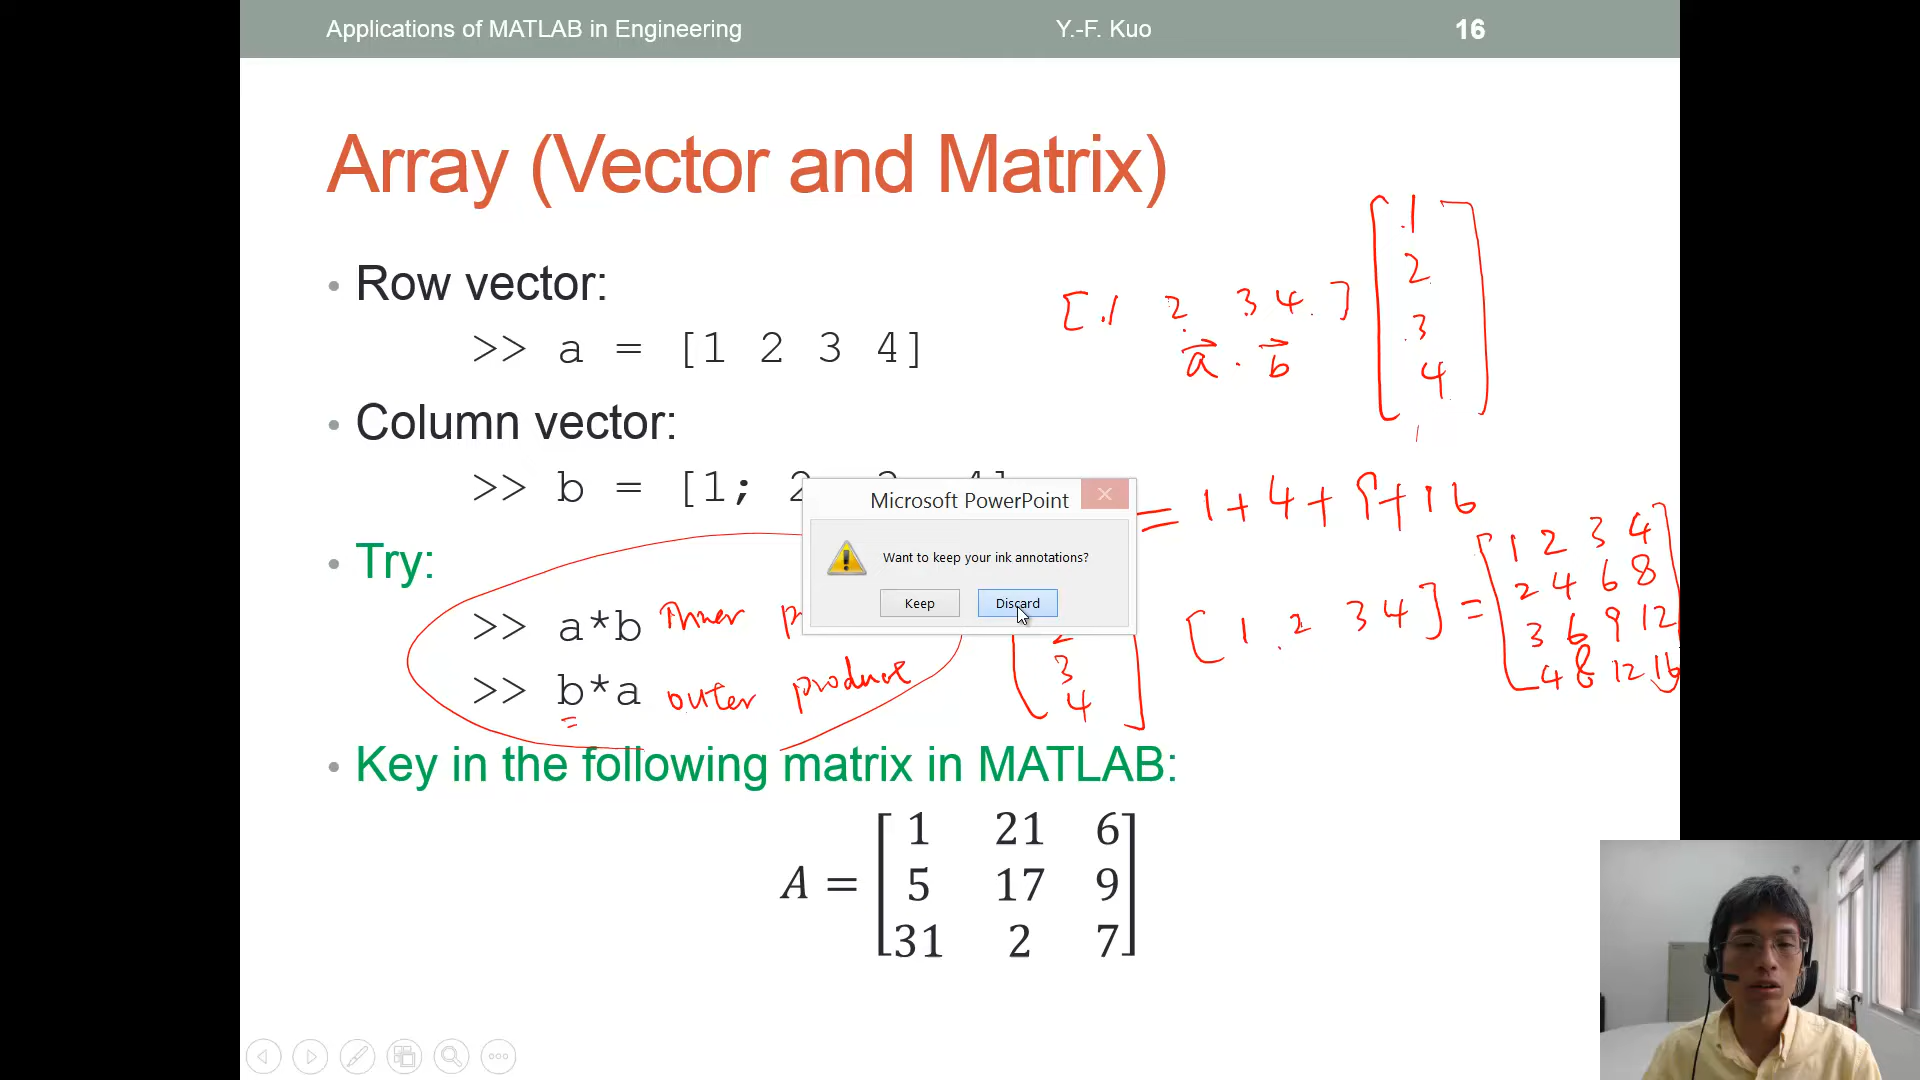 Applications of MATLAB in Engineering Y.-F. Kuo 16
Array (Vector and Matrix)
• Row vector:
>> a = [1 2 3 4]
[1 2 3 4] [1
2
3
4]
a · b
• Column vector:
>> b = [1;
= 1+4+9+16
Microsoft PowerPoint
Want to keep your ink annotations?
Keep Discard
• Try:
>> a*b Inner
>> b*a outer product
3
4
[1 2 3 4] = [1 2 3 4
2 4 6 8
3 6 9 12
4 8 12 16
• Key in the following matrix in MATLAB:
A = [1 21 6
5 17 9
31 2 7]